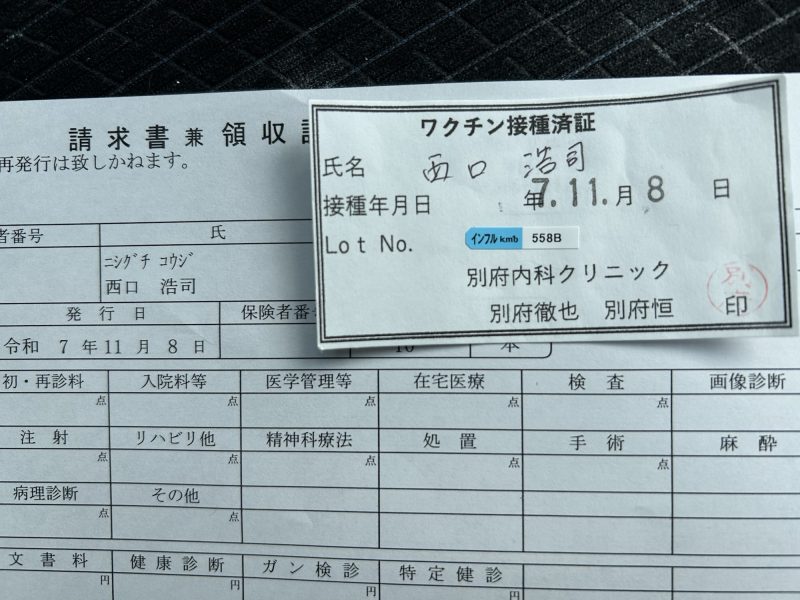 請求書兼領収
再発行は致しかねます。
ワクチン接種済証
氏名 西口 浩司
接種年月日 年7.11.月8日
Lot No. インフル kmb 558B
別府内科クリニック
別府徹也 別府恒 印
者番号 氏
ﾆｼｸﾞﾁ ｺｳｼﾞ
西口 浩司
発行日 保険者番
令和 7年11月8日 本
初・再診料 入院料等 医学管理等 在宅医療 検査 画像診断
点 点 点 点 点
注射 リハビリ他 精神科療法 処置 手術 麻酔
点 点 点 点 点
病理診断 その他
点 点
文書料 健康診断 ガン検診 特定健診
円 円 円 円